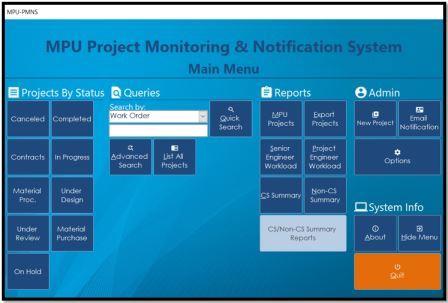 MPU-PMNS
MPU Project Monitoring & Notification System
Main Menu
Projects By Status
Canceled
Completed
Contracts
In Progress
Material
Proc.
Under
Design
Under
Review
Material
Purchase
On Hold
Queries
Search by:
Work Order
Quick
Search
Advanced
Search
List All
Projects
Reports
MPU
Projects
Export
Projects
Senior
Engineer
Workload
Project
Engineer
Workload
CS Summary
Non-CS
Summary
CS/Non-CS Summary
Reports
Admin
New Project
Email
Notification
Options
System Info
About
Hide Menu
Quit